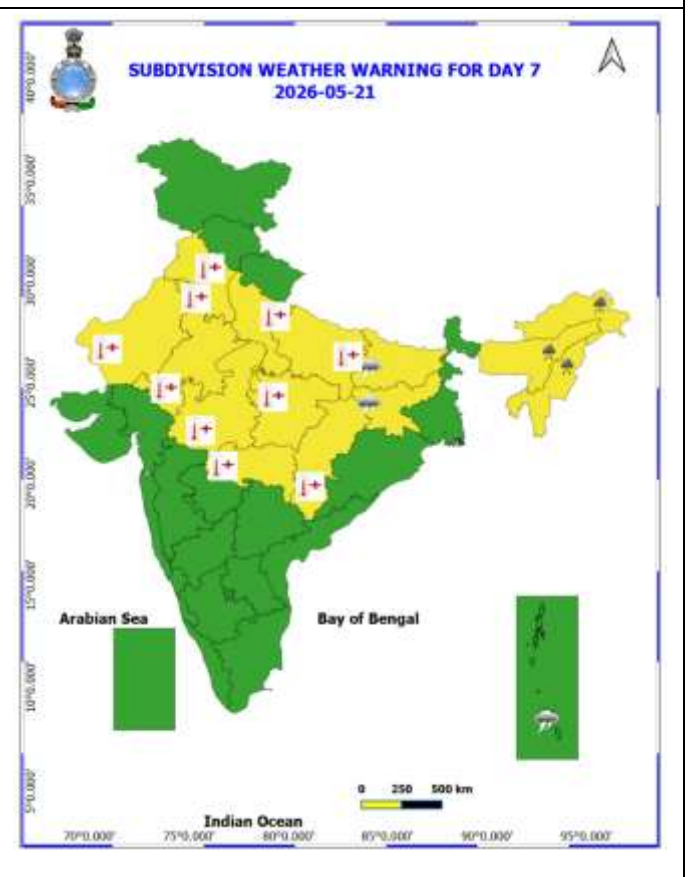 SUBDIVISION WEATHER WARNING FOR DAY 7
2026-05-21
40°0.000'
35°0.000'
30°0.000'
25°0.000'
20°0.000'
15°0.000'
10°0.000'
5°0.000'
Arabian Sea
Bay of Bengal
0 250 500 km
Indian Ocean
70°0.000' 75°0.000' 80°0.000' 85°0.000' 90°0.000' 95°0.000'